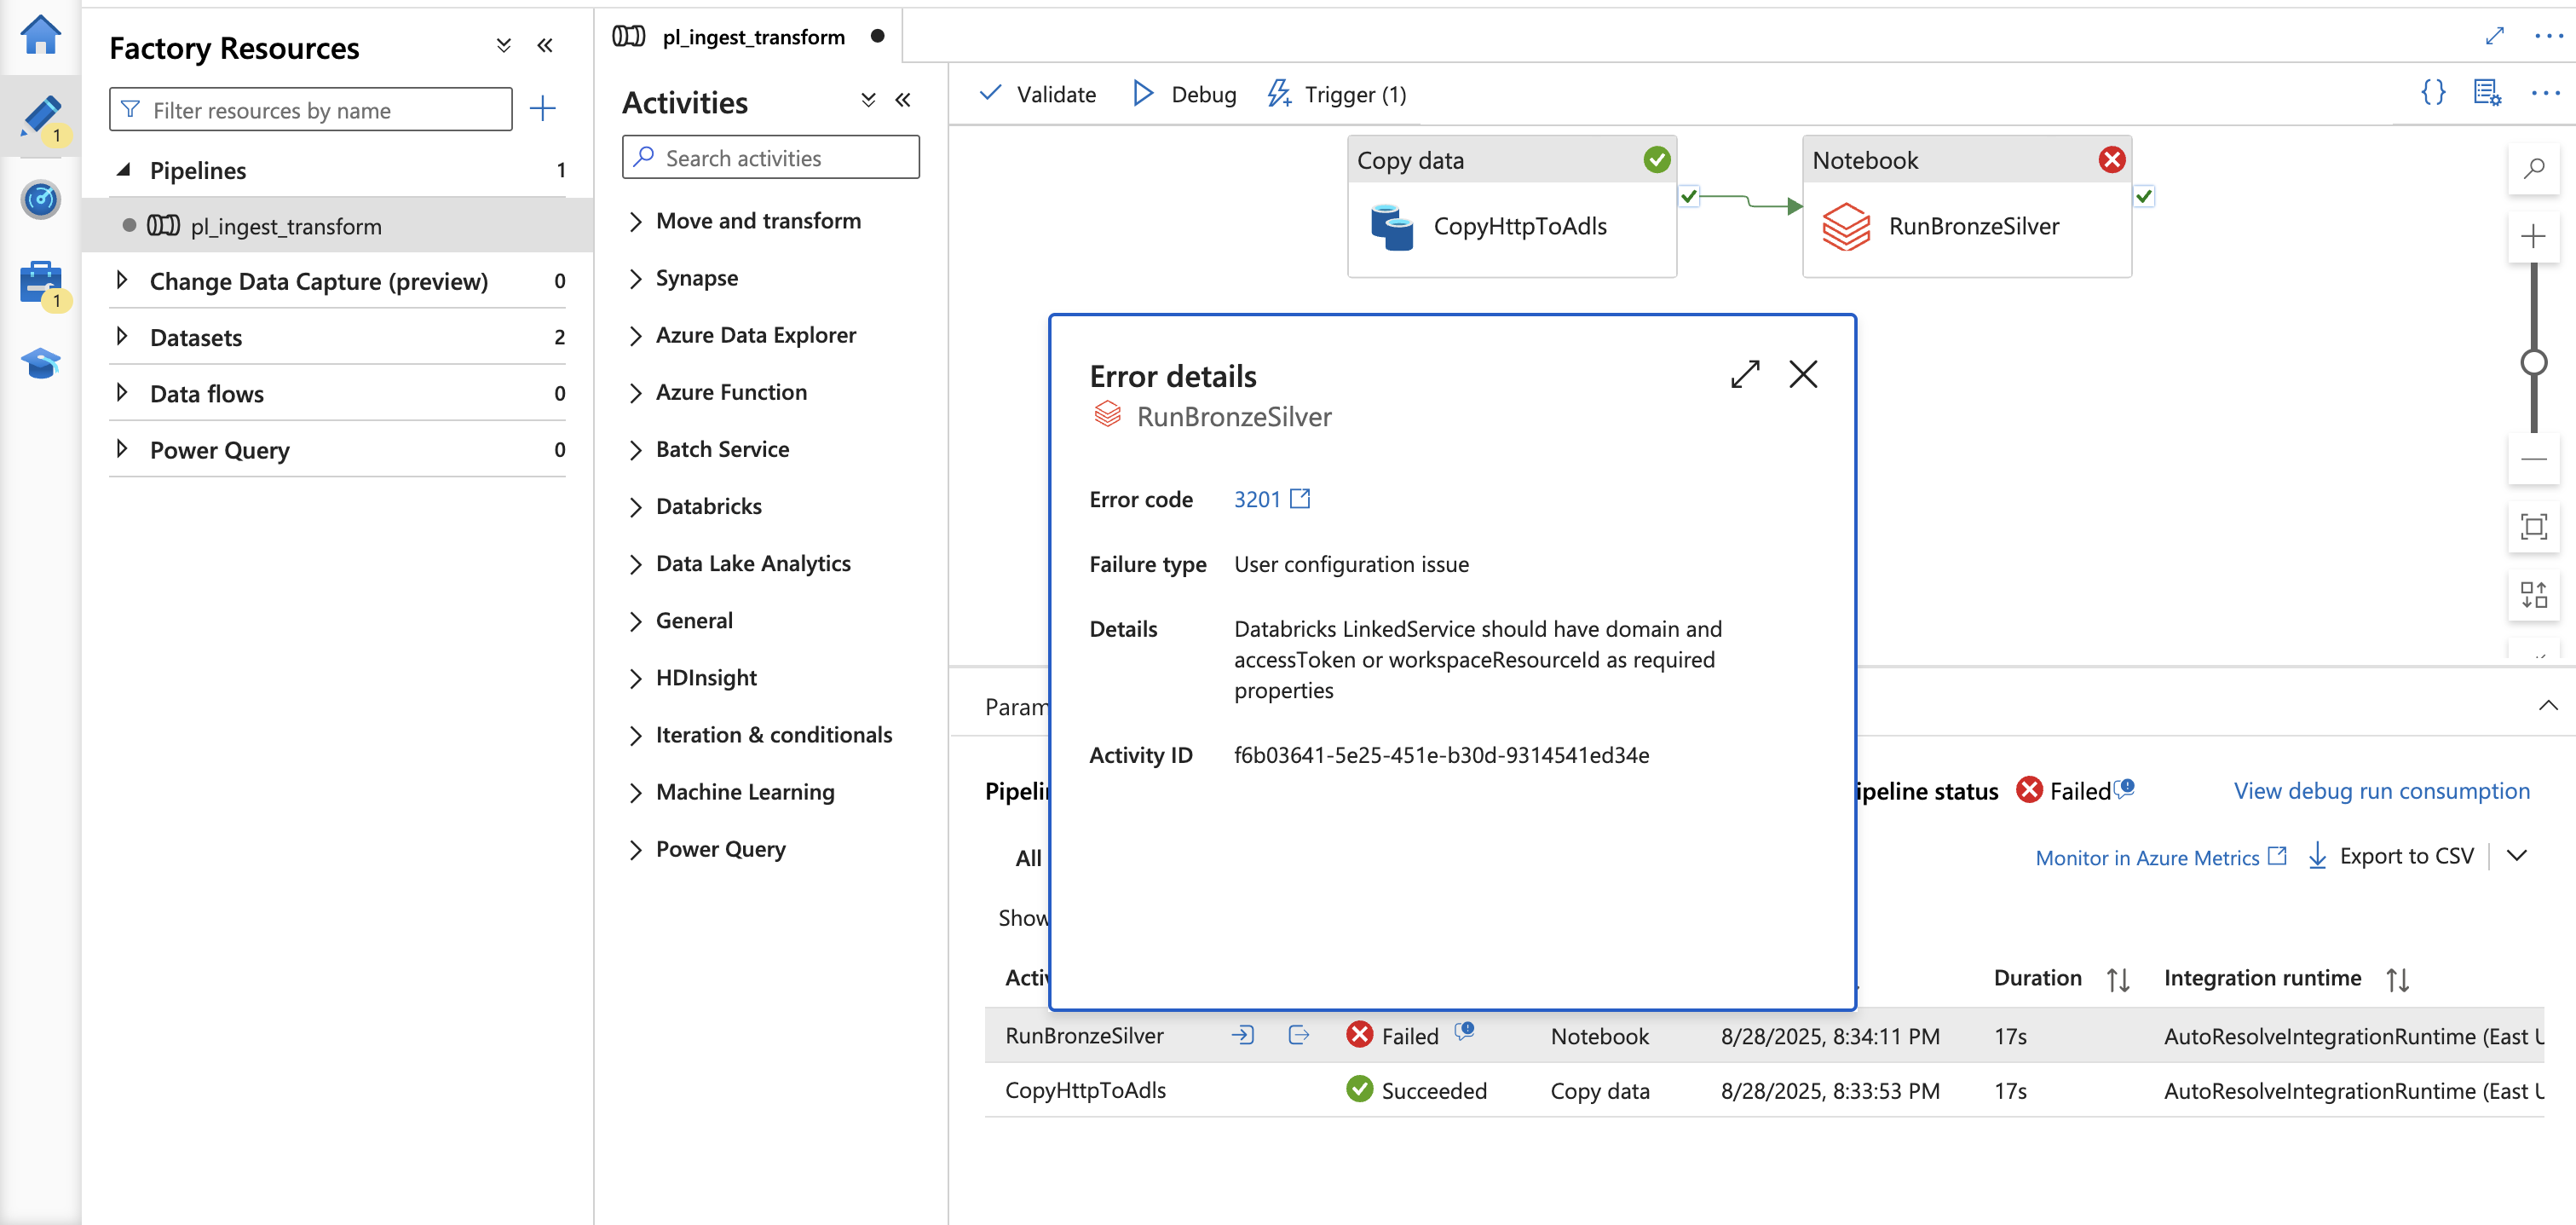 Factory Resources
Filter resources by name
Pipelines 1
pl_ingest_transform
Change Data Capture (preview) 0
Datasets 2
Data flows 0
Power Query 0
1
1
pl_ingest_transform
Activities
Search activities
Move and transform
Synapse
Azure Data Explorer
Azure Function
Batch Service
Databricks
Data Lake Analytics
General
HDInsight
Iteration & conditionals
Machine Learning
Power Query
Validate Debug Trigger (1)
Copy data
CopyHttpToAdls
Notebook
RunBronzeSilver
Error details
RunBronzeSilver
Error code 3201
Failure type User configuration issue
Details Databricks LinkedService should have domain and
accessToken or workspaceResourceId as required
properties
Activity ID f6b03641-5e25-451e-b30d-9314541ed34e
Param
Pipelin
ipeline status Failed View debug run consumption
All
Monitor in Azure Metrics Export to CSV
Show
Activ Duration Integration runtime
RunBronzeSilver Failed Notebook 8/28/2025, 8:34:11 PM 17s AutoResolveIntegrationRuntime (East U
CopyHttpToAdls Succeeded Copy data 8/28/2025, 8:33:53 PM 17s AutoResolveIntegrationRuntime (East U